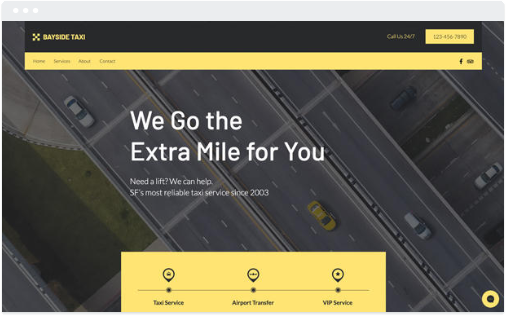 BAYSIDE TAXI
Call Us 24/7
123-456-7890
Home Services About Contact
We Go the
Extra Mile for You
Need a lift? We can help.
SF's most reliable taxi service since 2003
Taxi Service Airport Transfer VIP Service